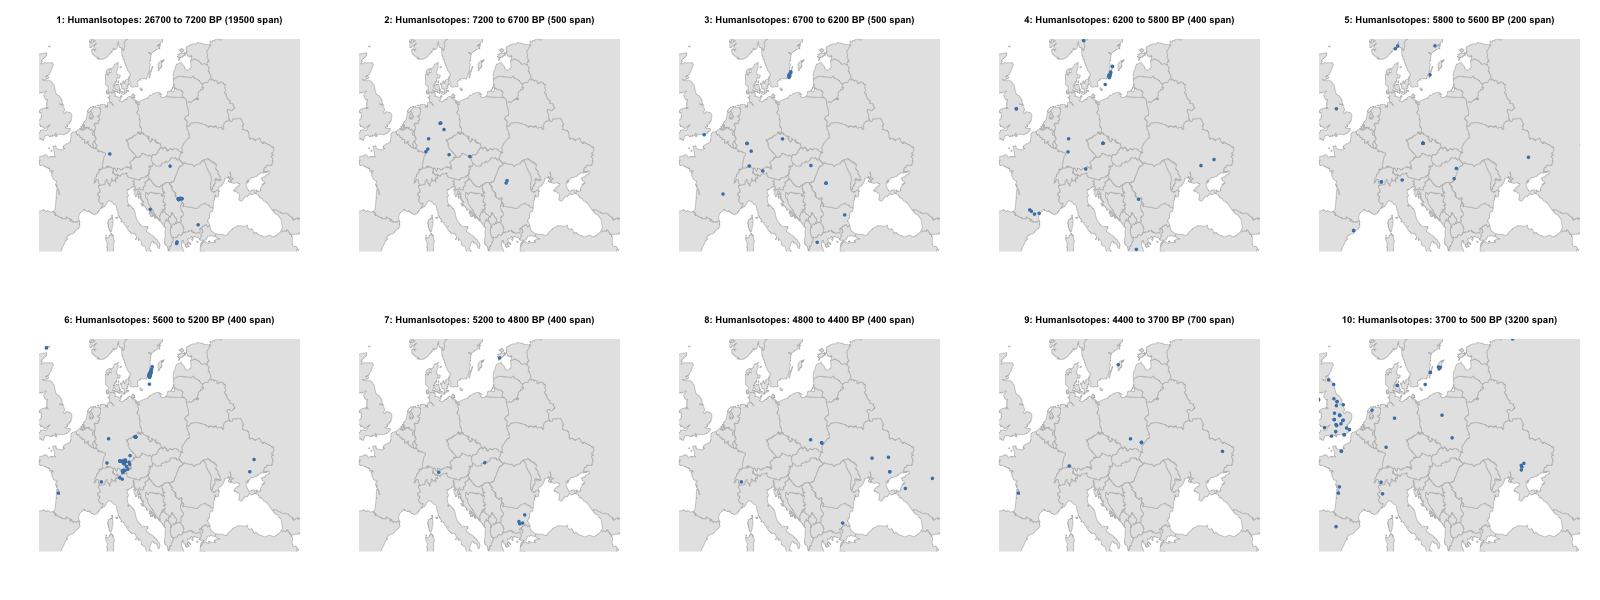 1: HumanIsotopes: 26700 to 7200 BP (19500 span)
2: HumanIsotopes: 7200 to 6700 BP (500 span)
3: HumanIsotopes: 6700 to 6200 BP (500 span)
4: HumanIsotopes: 6200 to 5800 BP (400 span)
5: HumanIsotopes: 5800 to 5600 BP (200 span)
6: HumanIsotopes: 5600 to 5200 BP (400 span)
7: HumanIsotopes: 5200 to 4800 BP (400 span)
8: HumanIsotopes: 4800 to 4400 BP (400 span)
9: HumanIsotopes: 4400 to 3700 BP (700 span)
10: HumanIsotopes: 3700 to 500 BP (3200 span)